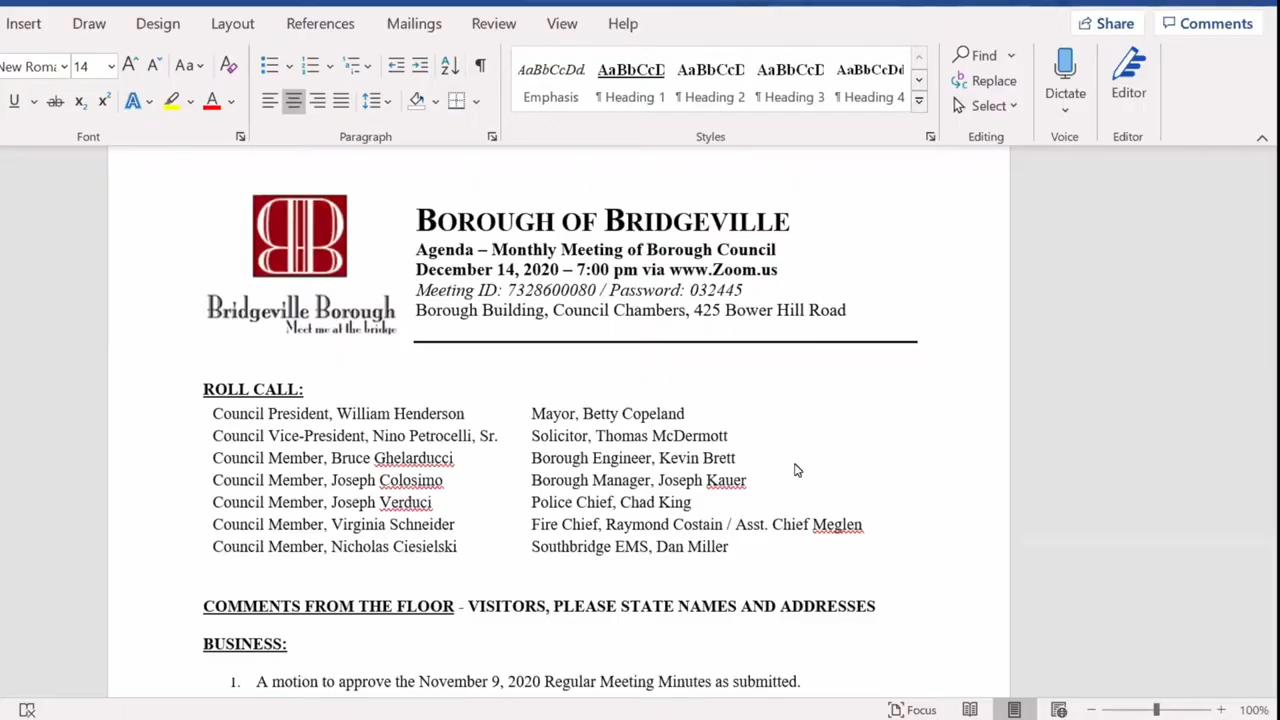 Insert Draw Design Layout References Mailings Review View Help Share Comments
New Roma 14 Aa Find
AaBbCcDd. AaBbCcD AaBbCcD AaBbCcD AaBbCcDd Replace
Emphasis ¶ Heading 1 ¶ Heading 2 ¶ Heading 3 ¶ Heading 4 Select Dictate Editor
Font Paragraph Styles Editing Voice Editor
BOROUGH OF BRIDGEVILLE
Agenda – Monthly Meeting of Borough Council
December 14, 2020 – 7:00 pm via www.Zoom.us
Meeting ID: 7328600080 / Password: 032445
Borough Building, Council Chambers, 425 Bower Hill Road
Bridgeville Borough
Meet me at the bridge
ROLL CALL:
Council President, William Henderson Mayor, Betty Copeland
Council Vice-President, Nino Petrocelli, Sr. Solicitor, Thomas McDermott
Council Member, Bruce Ghelarducci Borough Engineer, Kevin Brett
Council Member, Joseph Colosimo Borough Manager, Joseph Kauer
Council Member, Joseph Verduci Police Chief, Chad King
Council Member, Virginia Schneider Fire Chief, Raymond Costain / Asst. Chief Meglen
Council Member, Nicholas Ciesielski Southbridge EMS, Dan Miller
COMMENTS FROM THE FLOOR - VISITORS, PLEASE STATE NAMES AND ADDRESSES
BUSINESS:
1. A motion to approve the November 9, 2020 Regular Meeting Minutes as submitted.
Focus 100%